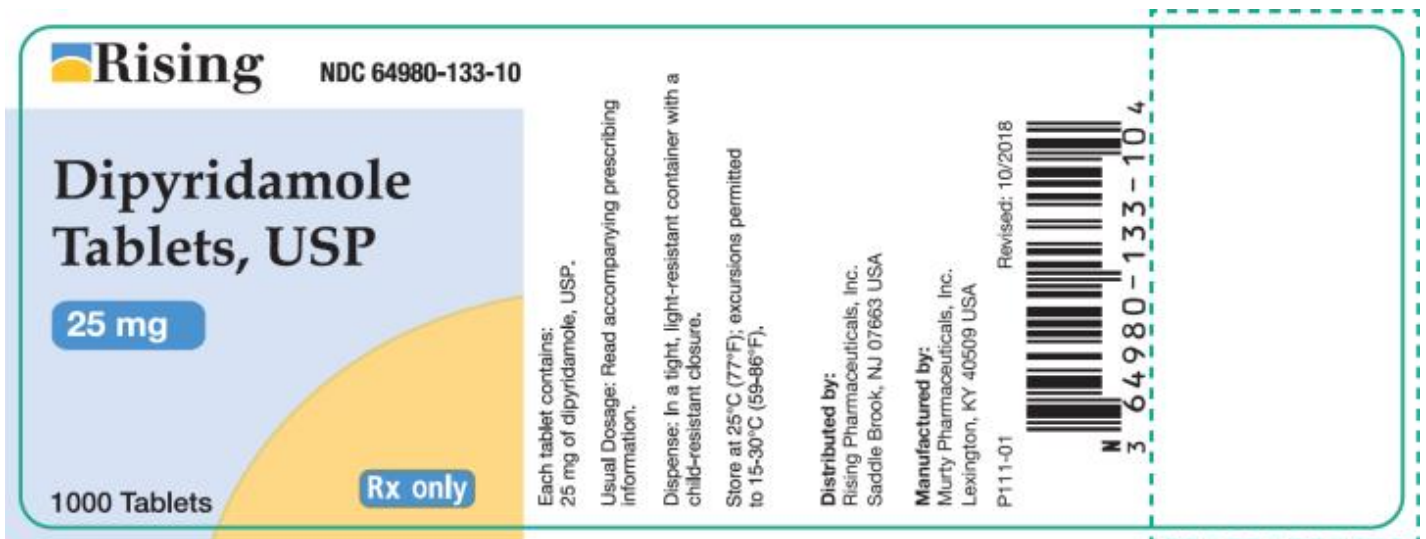 Rising
NDC 64980-133-10
Dipyridamole
Tablets, USP
25 mg
1000 Tablets
Rx only
Each tablet contains:
25 mg of dipyridamole, USP.
Usual Dosage: Read accompanying prescribing
information.
Dispense: In a tight, light-resistant container with a
child-resistant closure.
Store at 25°C (77°F); excursions permitted
to 15-30°C (59-86°F).
Distributed by:
Rising Pharmaceuticals, Inc.
Saddle Brook, NJ 07663 USA
Manufactured by:
Murty Pharmaceuticals, Inc.
Lexington, KY 40509 USA
P111-01
Revised: 10/2018
N
3 64980-133-10 4